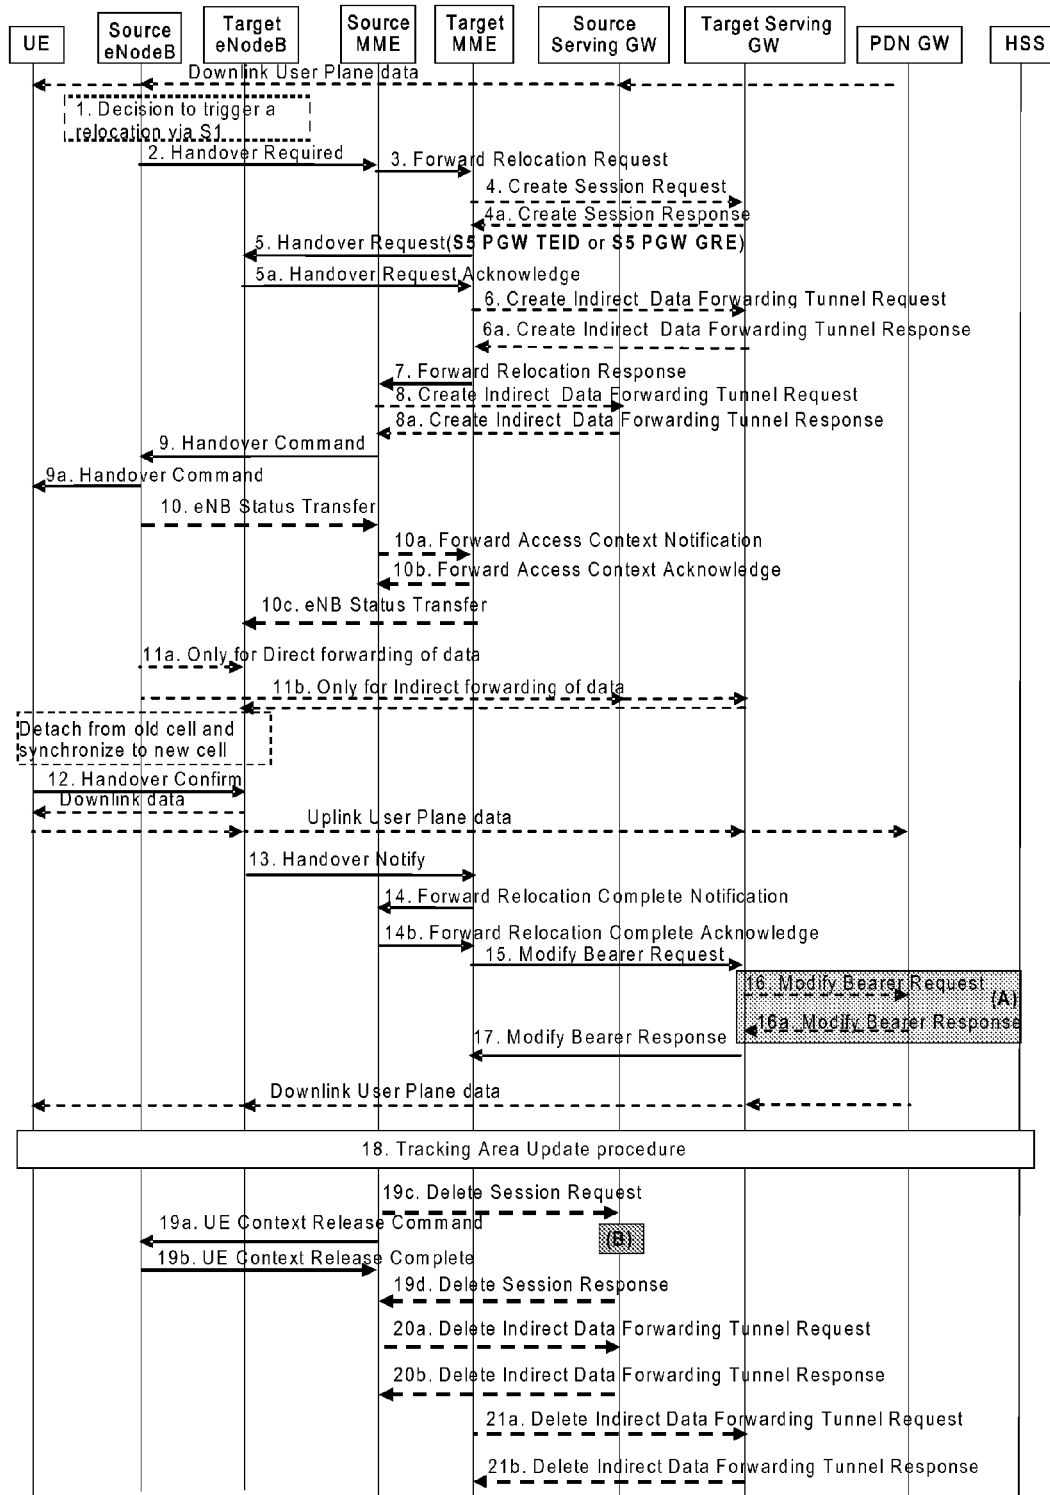 UE
Source
eNodeB
Target
eNodeB
Source
MME
Target
MME
Source
Serving GW
Target Serving
GW
PDN GW
HSS
Downlink User Plane data
1. Decision to trigger a
relocation via S1
2. Handover Required
3. Forward Relocation Request
4. Create Session Request
4a. Create Session Response
5. Handover Request(S5 PGW TEID or S5 PGW GRE)
5a. Handover Request Acknowledge
6. Create Indirect Data Forwarding Tunnel Request
6a. Create Indirect Data Forwarding Tunnel Response
7. Forward Relocation Response
8. Create Indirect Data Forwarding Tunnel Request
8a. Create Indirect Data Forwarding Tunnel Response
9. Handover Command
9a. Handover Command
10. eNB Status Transfer
10a. Forward Access Context Notification
10b. Forward Access Context Acknowledge
10c. eNB Status Transfer
11a. Only for Direct forwarding of data
11b. Only for Indirect forwarding of data
Detach from old cell and
synchronize to new cell
12. Handover Confirm
Downlink data
Uplink User Plane data
13. Handover Notify
14. Forward Relocation Complete Notification
14b. Forward Relocation Complete Acknowledge
15. Modify Bearer Request
16. Modify Bearer Request
(A)
16a. Modify Bearer Response
17. Modify Bearer Response
Downlink User Plane data
18. Tracking Area Update procedure
19c. Delete Session Request
19a. UE Context Release Command
(B)
19b. UE Context Release Complete
19d. Delete Session Response
20a. Delete Indirect Data Forwarding Tunnel Request
20b. Delete Indirect Data Forwarding Tunnel Response
21a. Delete Indirect Data Forwarding Tunnel Request
21b. Delete Indirect Data Forwarding Tunnel Response